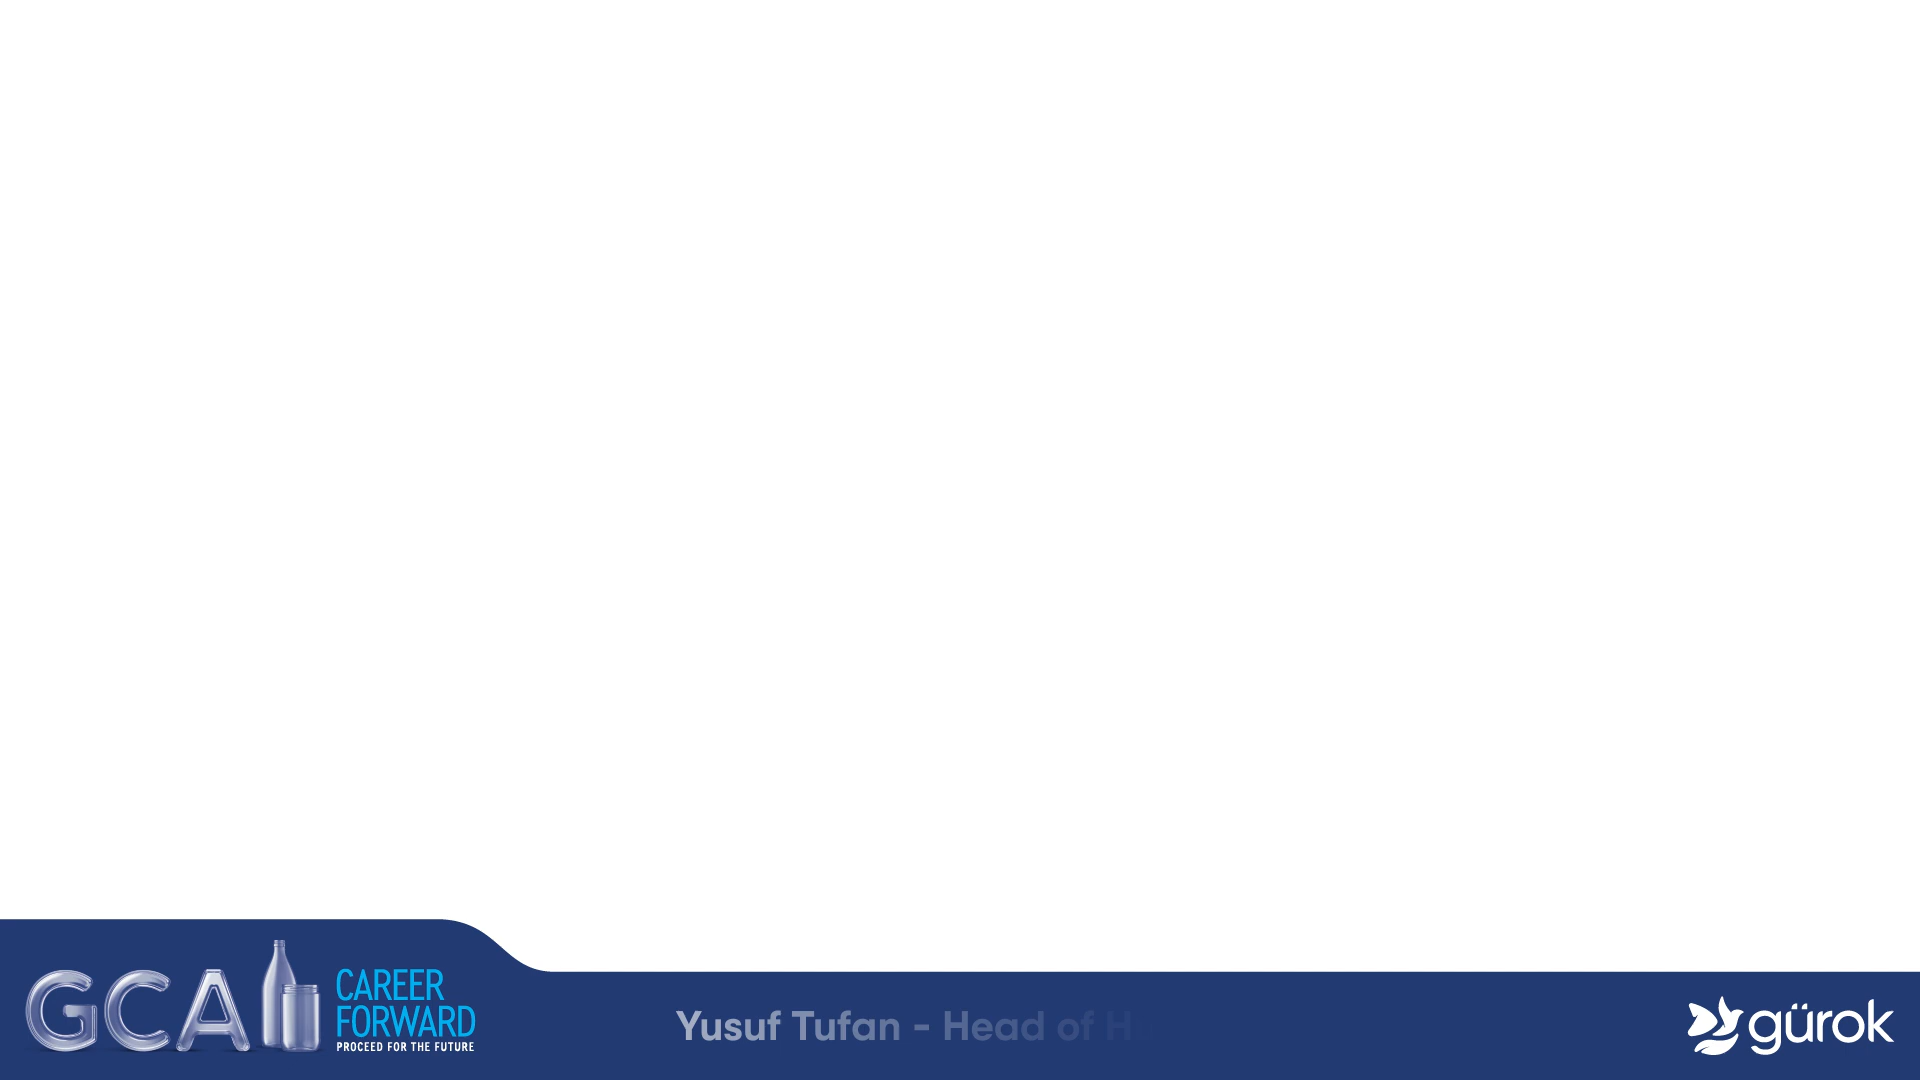 GCA
CAREER
FORWARD
PROCEED FOR THE FUTURE
Yusuf Tufan - Head of H
gürok